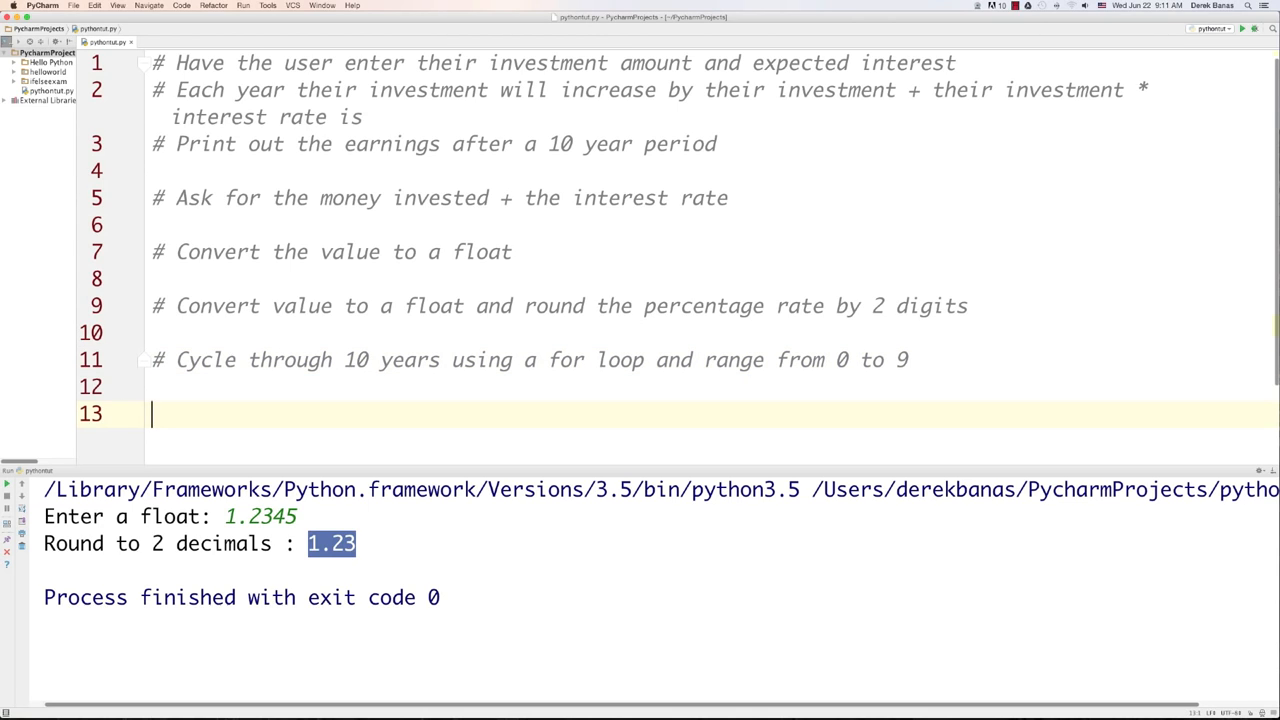 PyCharm File Edit View Navigate Code Refactor Run Tools VCS Window Help 10 Wed Jun 22 9:11 AM Derek Banas
pythontut.py - PycharmProjects - [~/PycharmProjects]
PycharmProjects pythontut.py pythontut
pythontut.py ×
PycharmProject
Hello Python
helloworld
ifelseexam
pythontut.py
External Librarie
1 # Have the user enter their investment amount and expected interest
2 # Each year their investment will increase by their investment + their investment *
interest rate is
3 # Print out the earnings after a 10 year period
4
5 # Ask for the money invested + the interest rate
6
7 # Convert the value to a float
8
9 # Convert value to a float and round the percentage rate by 2 digits
10
11 # Cycle through 10 years using a for loop and range from 0 to 9
12
13
Run pythontut
/Library/Frameworks/Python.framework/Versions/3.5/bin/python3.5 /Users/derekbanas/PycharmProjects/pytho
Enter a float: 1.2345
Round to 2 decimals : 1.23
Process finished with exit code 0
13:1 LF÷ UTF-8÷